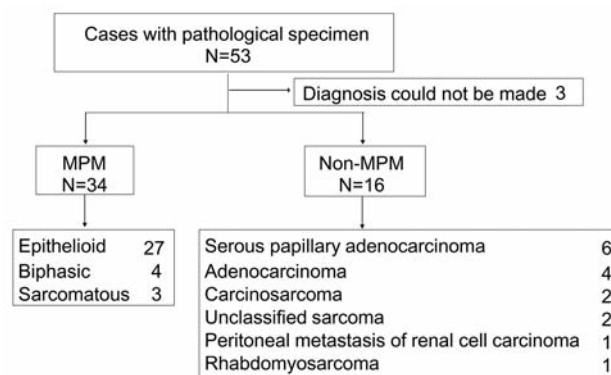 Cases with pathological specimen
N=53
Diagnosis could not be made 3
MPM
N=34
Non-MPM
N=16
Epithelioid 27
Biphasic 4
Sarcomatous 3
Serous papillary adenocarcinoma 6
Adenocarcinoma 4
Carcinosarcoma 2
Unclassified sarcoma 2
Peritoneal metastasis of renal cell carcinoma 1
Rhabdomyosarcoma 1